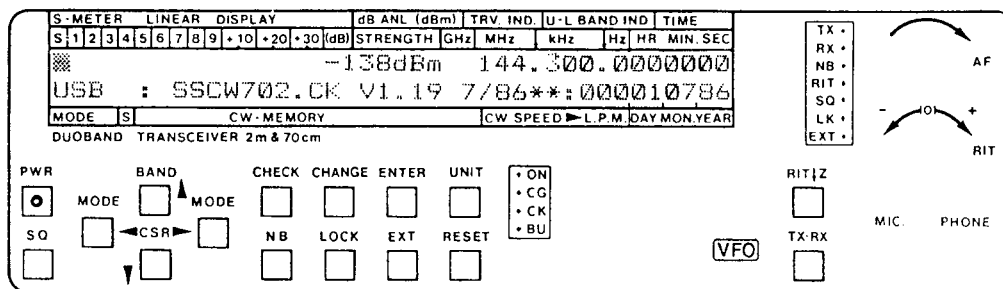 S-METER LINEAR DISPLAY dB ANL (dBm) TRV. IND. U-L BAND IND TIME
S 1 2 3 4 5 6 7 8 9 +10 +20 +30 (dB) STRENGTH GHz MHz kHz Hz HR MIN. SEC
-138dBm 144.300.0000000
USB : SSCW702.CK V1.19 7/86**:000010786
MODE S CW-MEMORY CW SPEED ►L.P.M. DAY MON. YEAR
DUOBAND TRANSCEIVER 2m & 70cm
TX •
RX •
NB •
RIT •
SQ •
LK •
EXT •
AF
- (0) +
RIT
PWR BAND CHECK CHANGE ENTER UNIT
MODE MODE
SQ ◄CSR► NB LOCK EXT RESET
• ON
• CG
• CK
• BU
VFO
RIT↓Z
TX·RX
MIC. PHONE